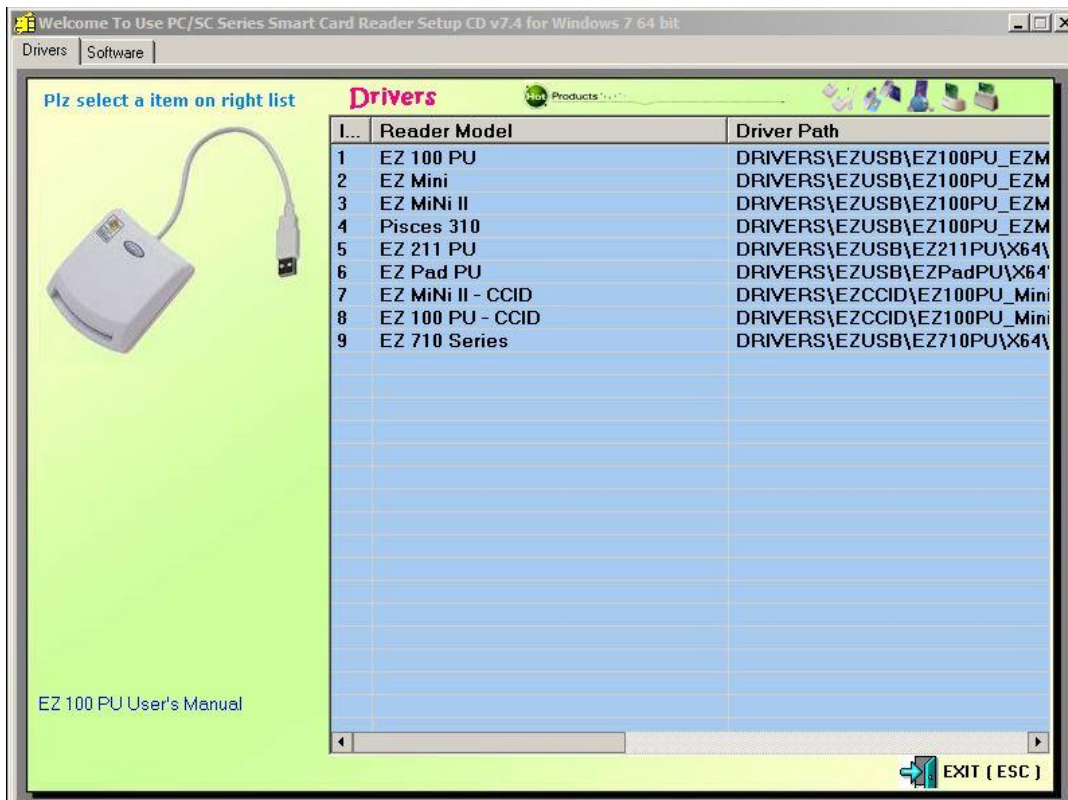 Welcome To Use PC/SC Series Smart Card Reader Setup CD v7.4 for Windows 7 64 bit
Drivers Software
Plz select a item on right list
Drivers
Hot Products
I... Reader Model Driver Path
1 EZ 100 PU DRIVERS\EZUSB\EZ100PU_EZM
2 EZ Mini DRIVERS\EZUSB\EZ100PU_EZM
3 EZ MiNi II DRIVERS\EZUSB\EZ100PU_EZM
4 Pisces 310 DRIVERS\EZUSB\EZ100PU_EZM
5 EZ 211 PU DRIVERS\EZUSB\EZ211PU\X64\
6 EZ Pad PU DRIVERS\EZUSB\EZPadPU\X64\
7 EZ MiNi II - CCID DRIVERS\EZCCID\EZ100PU_Mini
8 EZ 100 PU - CCID DRIVERS\EZCCID\EZ100PU_Mini
9 EZ 710 Series DRIVERS\EZUSB\EZ710PU\X64\
EZ 100 PU User's Manual
EXIT ( ESC )